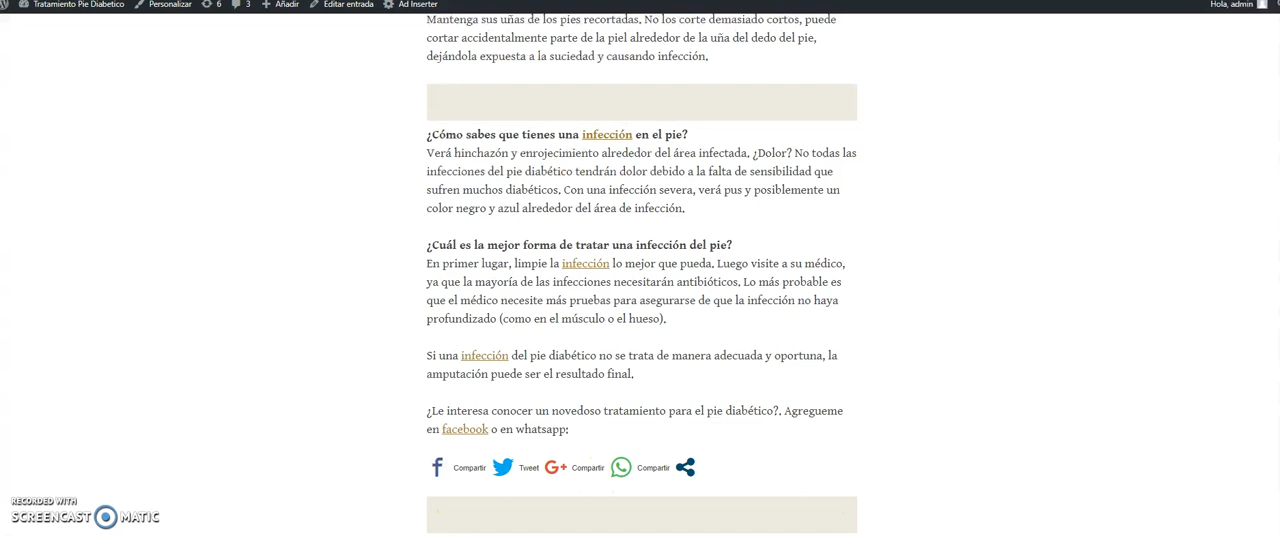 Tratamiento Pie Diabetico Personalizar 6 3 Añadir Editar entrada Ad Inserter Hola, admin
Mantenga sus uñas de los pies recortadas. No los corte demasiado cortos, puede
cortar accidentalmente parte de la piel alrededor de la uña del dedo del pie,
dejándola expuesta a la suciedad y causando infección.
¿Cómo sabes que tienes una infección en el pie?
Verá hinchazón y enrojecimiento alrededor del área infectada. ¿Dolor? No todas las
infecciones del pie diabético tendrán dolor debido a la falta de sensibilidad que
sufren muchos diabéticos. Con una infección severa, verá pus y posiblemente un
color negro y azul alrededor del área de infección.
¿Cuál es la mejor forma de tratar una infección del pie?
En primer lugar, limpie la infección lo mejor que pueda. Luego visite a su médico,
ya que la mayoría de las infecciones necesitarán antibióticos. Lo más probable es
que el médico necesite más pruebas para asegurarse de que la infección no haya
profundizado (como en el músculo o el hueso).
Si una infección del pie diabético no se trata de manera adecuada y oportuna, la
amputación puede ser el resultado final.
¿Le interesa conocer un novedoso tratamiento para el pie diabético?. Agregueme
en facebook o en whatsapp:
Compartir Tweet G+ Compartir Compartir
RECORDED WITH
SCREENCAST MATIC